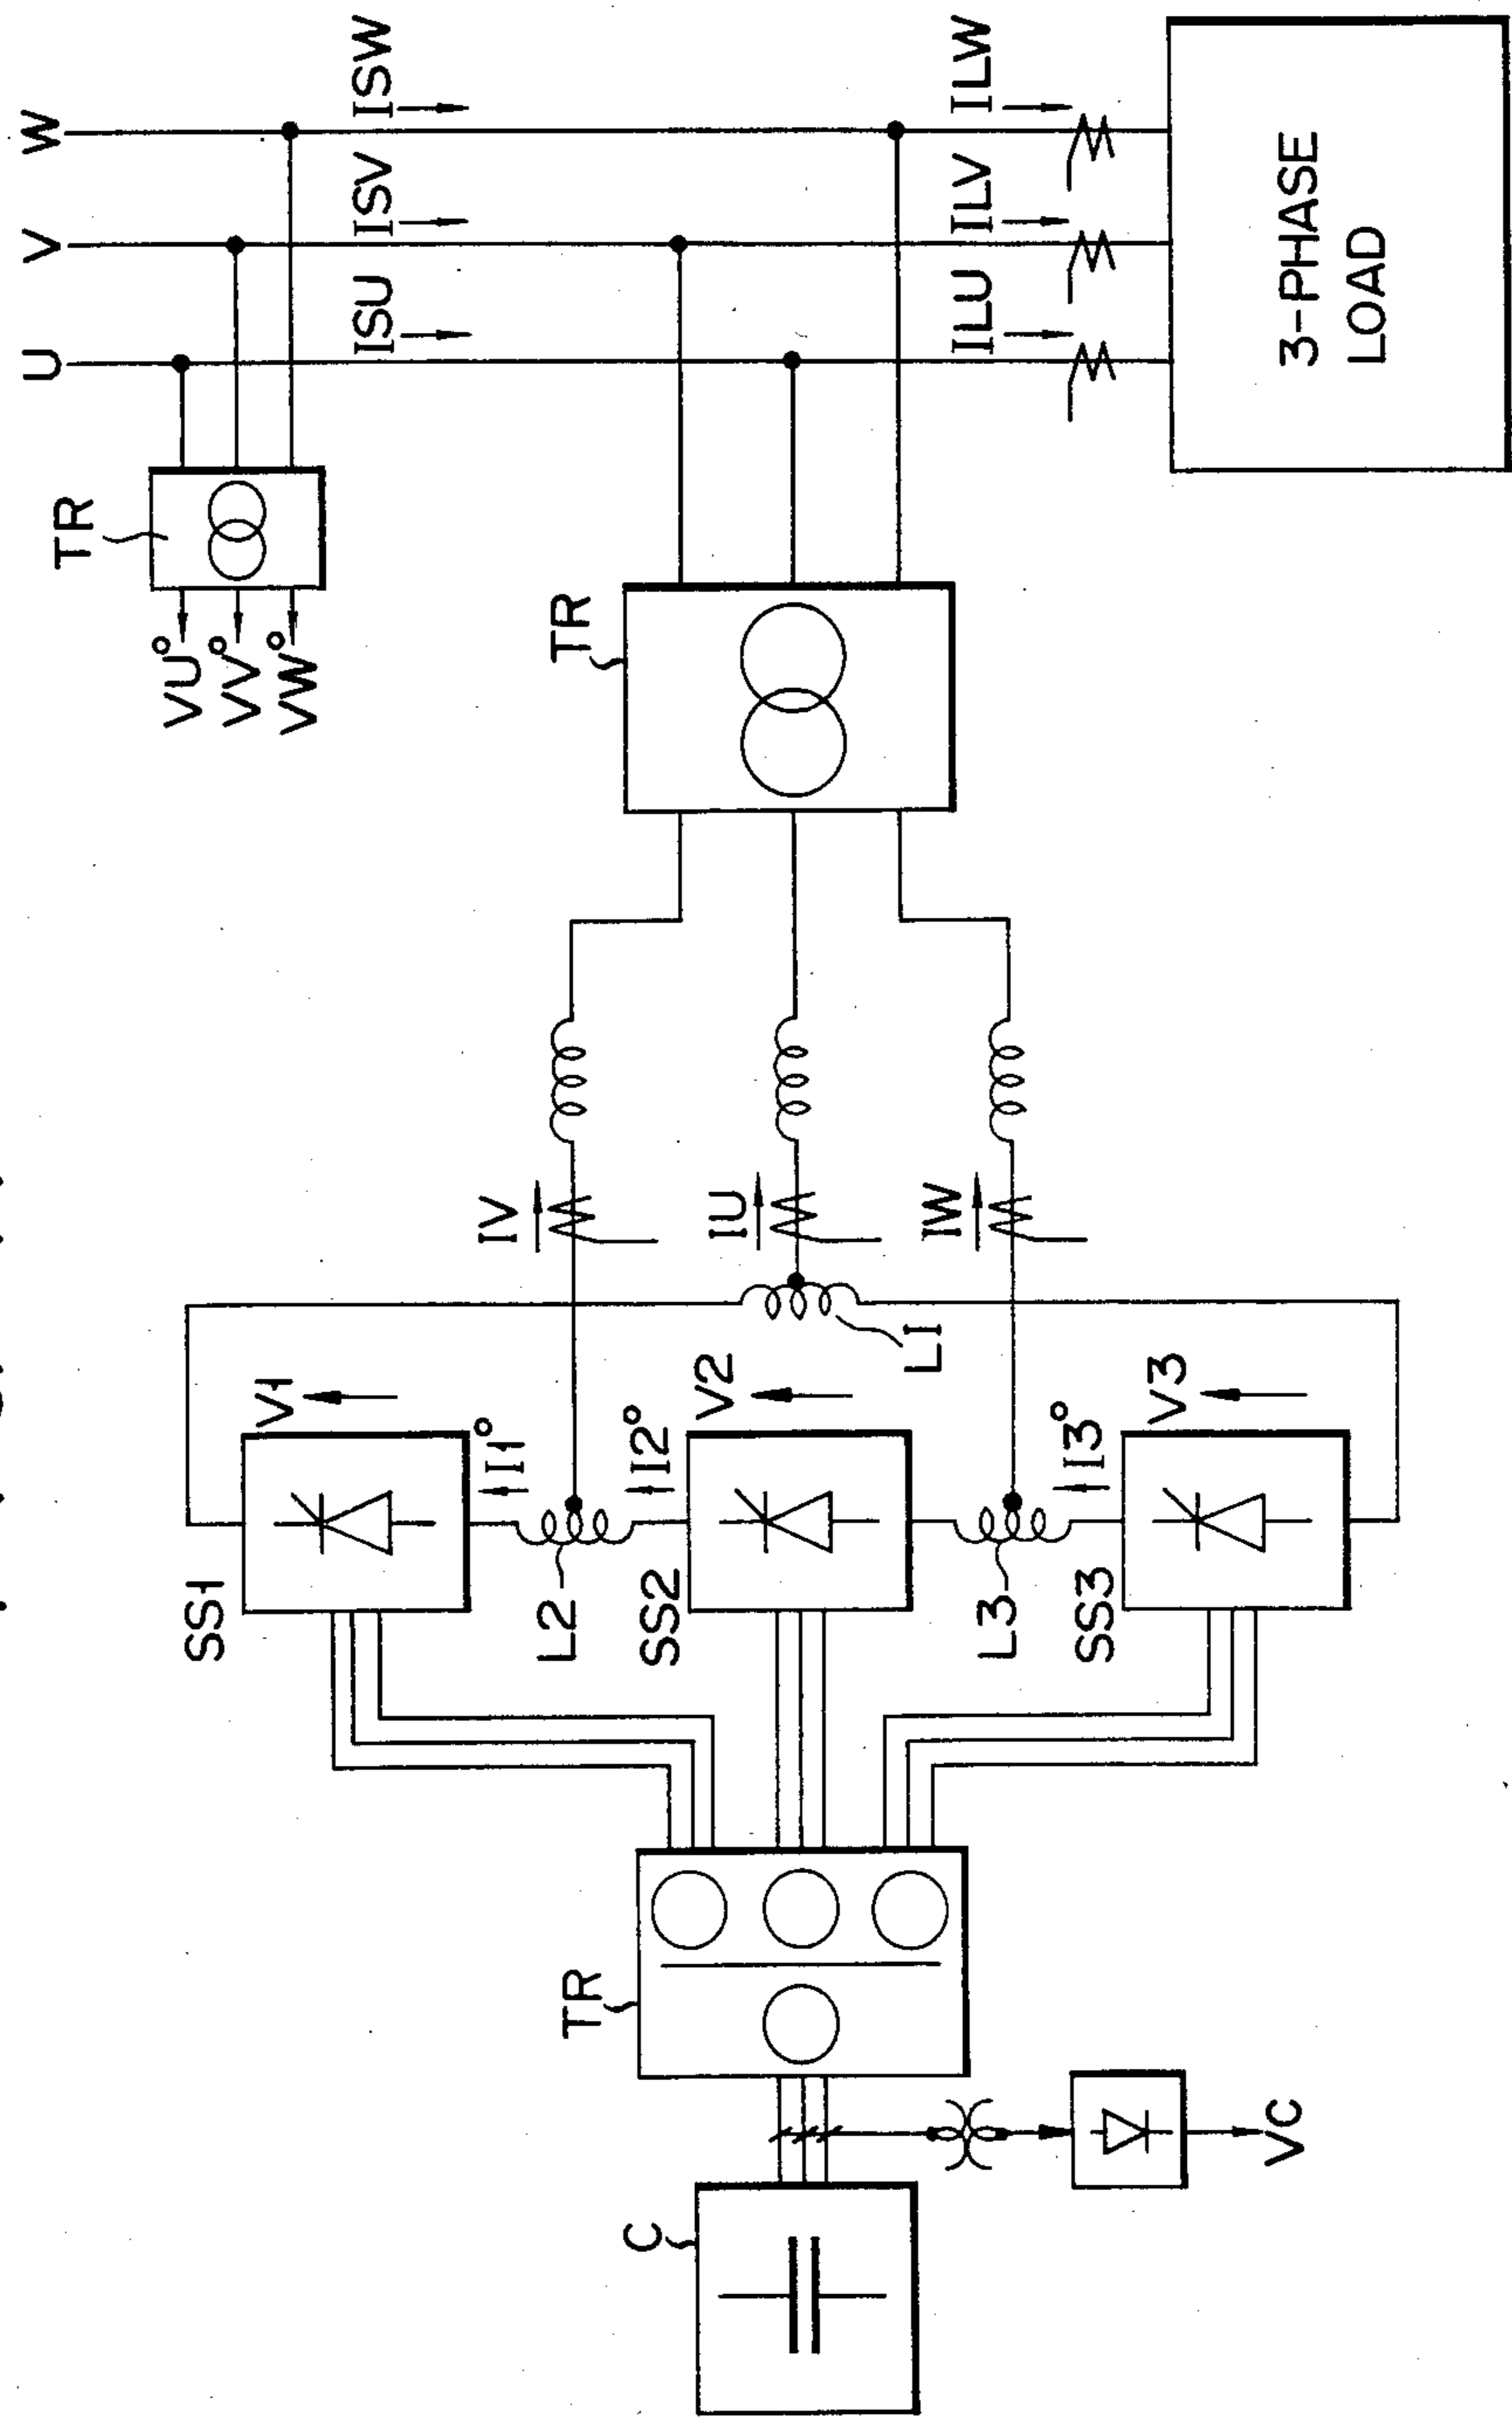 U
V
W
ISU
ISV
ISW
TR
VU°
VV°
VW°
TR
ILU
ILV
ILW
3-PHASE
LOAD
IV
IU
IW
L1
V1
V2
V3
I1°
I2°
I3°
SS1
L2
SS2
L3
SS3
TR
C
VC